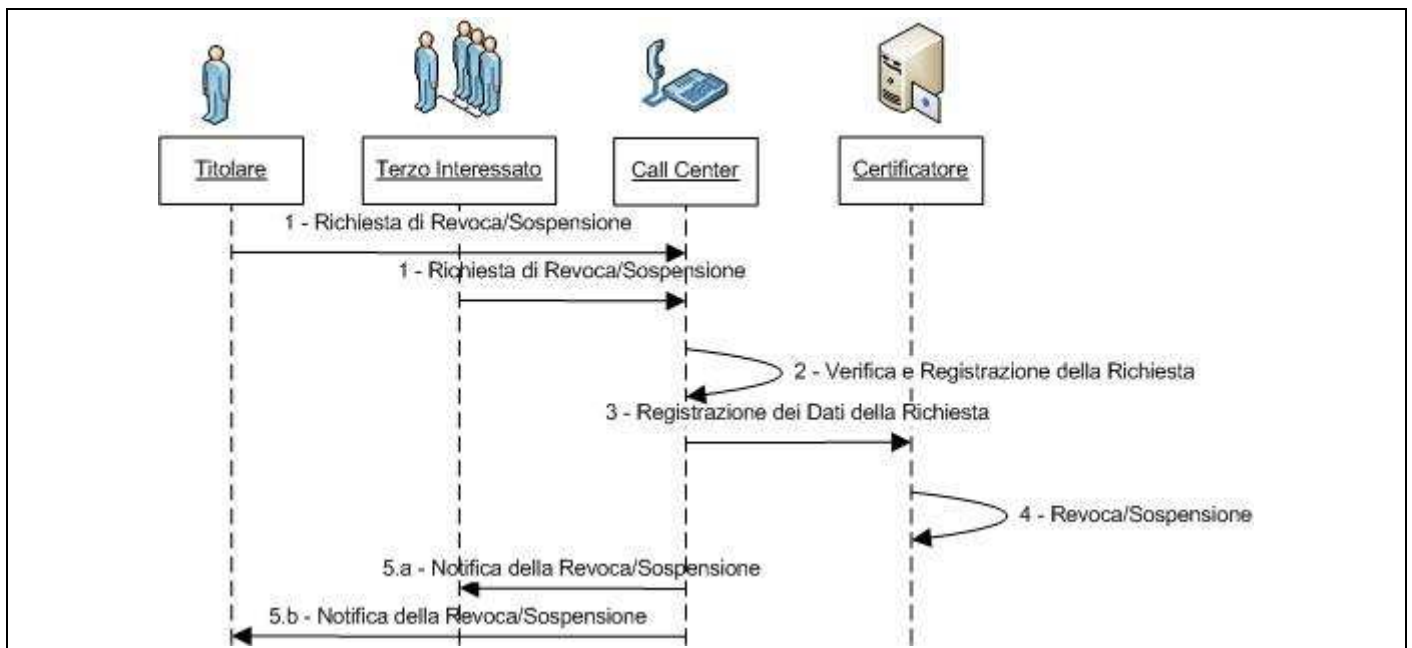 Titolare
Terzo Interessato
Call Center
Certificatore
1 - Richiesta di Revoca/Sospensione
1 - Richiesta di Revoca/Sospensione
2 - Verifica e Registrazione della Richiesta
3 - Registrazione dei Dati della Richiesta
4 - Revoca/Sospensione
5.a - Notifica della Revoca/Sospensione
5.b - Notifica della Revoca/Sospensione